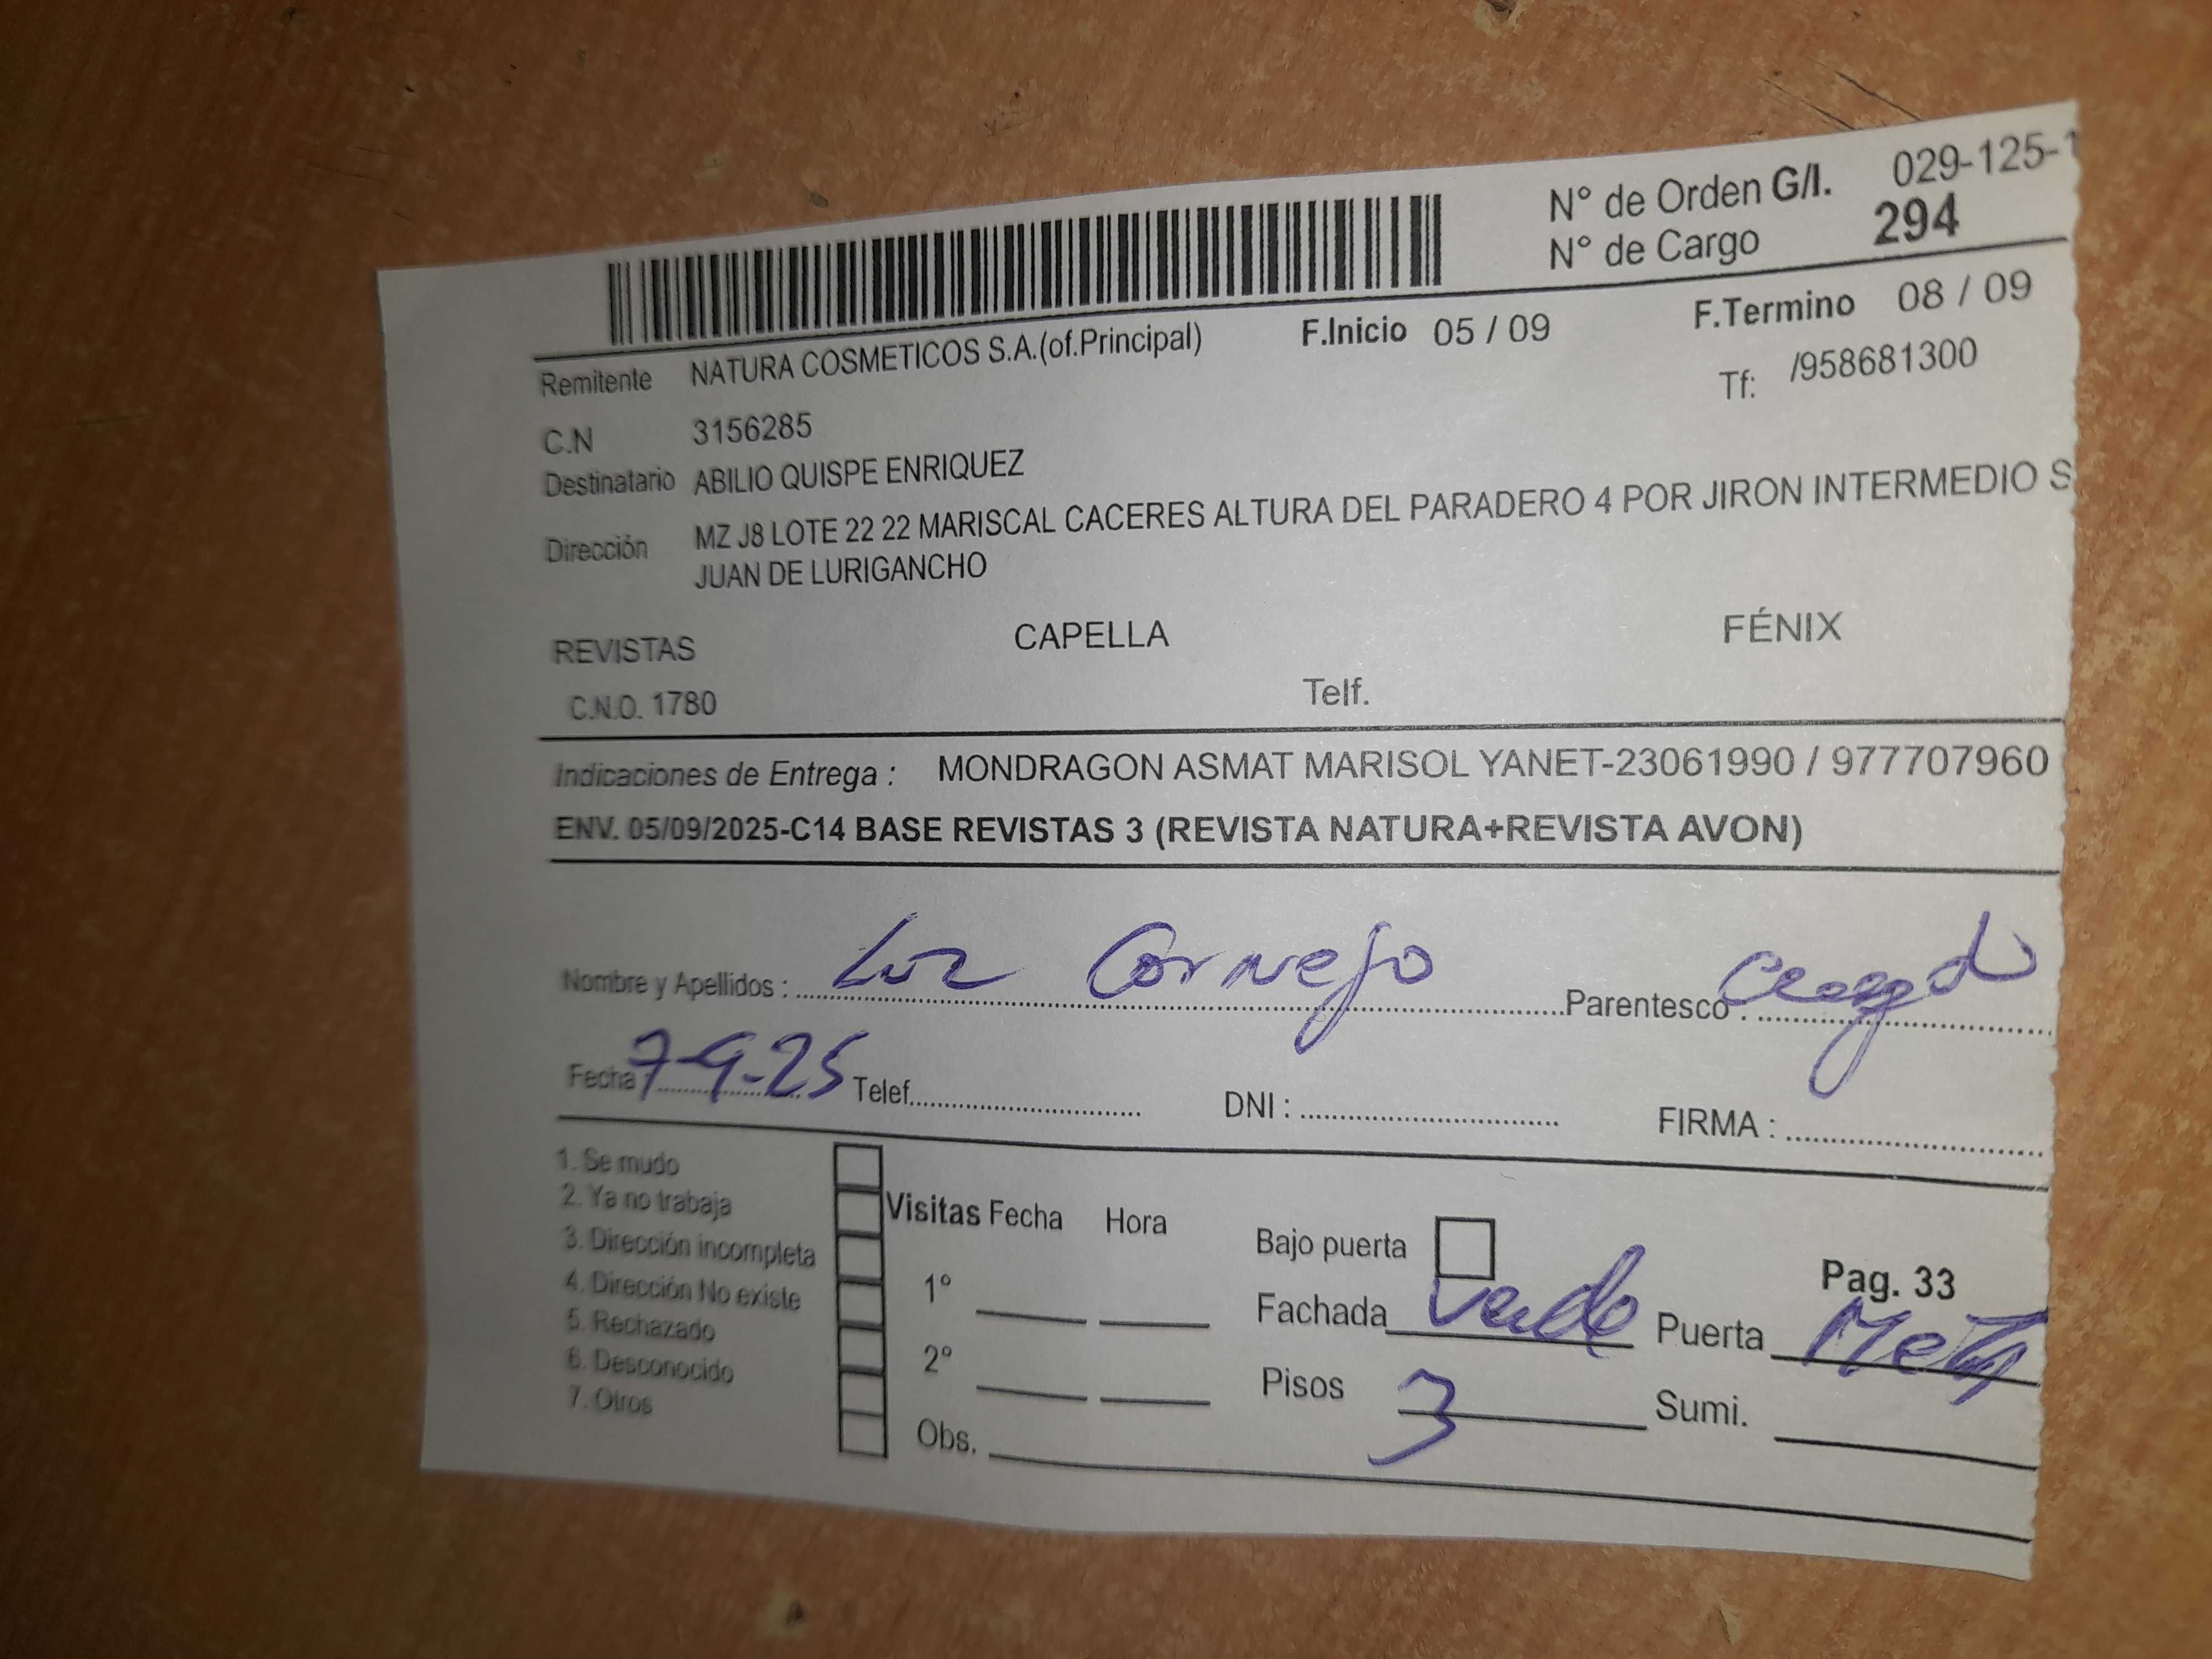 N° de Orden G/I. 029-125-1
N° de Cargo 294
Remitente NATURA COSMETICOS S.A.(of.Principal) F.Inicio 05 / 09 F.Termino 08 / 09
C.N 3156285 Tf: /958681300
Destinatario ABILIO QUISPE ENRIQUEZ
Dirección MZ J8 LOTE 22 22 MARISCAL CACERES ALTURA DEL PARADERO 4 POR JIRON INTERMEDIO S
JUAN DE LURIGANCHO
REVISTAS CAPELLA FÉNIX
C.N.O. 1780 Telf.
Indicaciones de Entrega : MONDRAGON ASMAT MARISOL YANET-23061990 / 977707960
ENV. 05/09/2025-C14 BASE REVISTAS 3 (REVISTA NATURA+REVISTA AVON)
Nombre y Apellidos : Luz Cornejo Parentesco :
Fecha : 7-9-25 Telef. DNI : FIRMA :
1. Se mudo
2. Ya no trabaja
3. Dirección incompleta
4. Dirección No existe
5. Rechazado
6. Desconocido
7. Otros
Visitas Fecha Hora
1°
2°
Obs.
Bajo puerta
Pag. 33
Fachada Verde Puerta Metal
Pisos 3 Sumi.